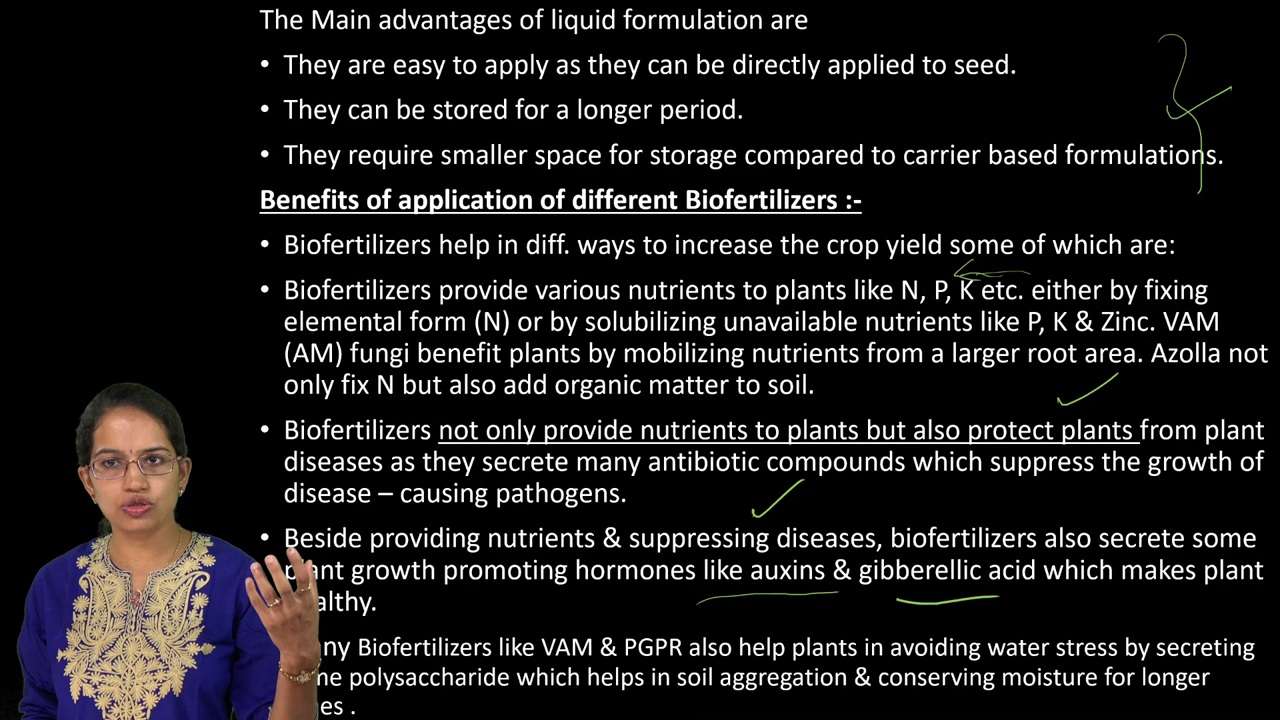 The Main advantages of liquid formulation are
• They are easy to apply as they can be directly applied to seed.
• They can be stored for a longer period.
• They require smaller space for storage compared to carrier based formulations.
Benefits of application of different Biofertilizers :-
• Biofertilizers help in diff. ways to increase the crop yield some of which are:
• Biofertilizers provide various nutrients to plants like N, P, K etc. either by fixing
elemental form (N) or by solubilizing unavailable nutrients like P, K & Zinc. VAM
(AM) fungi benefit plants by mobilizing nutrients from a larger root area. Azolla not
only fix N but also add organic matter to soil.
• Biofertilizers not only provide nutrients to plants but also protect plants from plant
diseases as they secrete many antibiotic compounds which suppress the growth of
disease – causing pathogens.
• Beside providing nutrients & suppressing diseases, biofertilizers also secrete some
growth promoting hormones like auxins & gibberellic acid which makes plant
Biofertilizers like VAM & PGPR also help plants in avoiding water stress by secreting
polysaccharide which helps in soil aggregation & conserving moisture for longer